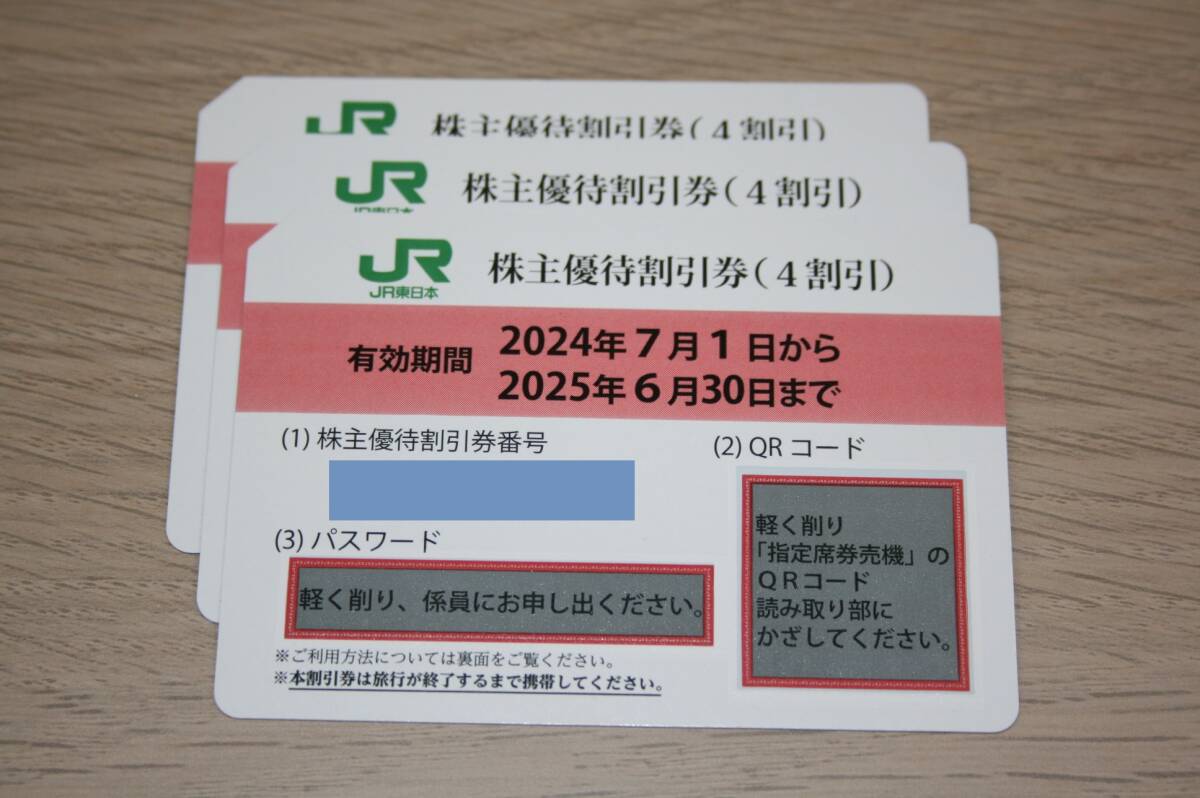 JR 株主優待割引券(4割引)
JR 株主優待割引券(4割引)
JR東日本
JR 株主優待割引券(4割引)
JR東日本
有効期間 2024年7月1日から
2025年6月30日まで
(1) 株主優待割引券番号
(2) QRコード
(3) パスワード
軽く削り、係員にお申し出ください。
軽く削り
「指定席券売機」の
QRコード
読み取り部に
かざしてください。
※ご利用方法については裏面をご覧ください。
※本割引券は旅行が終了するまで携帯してください。